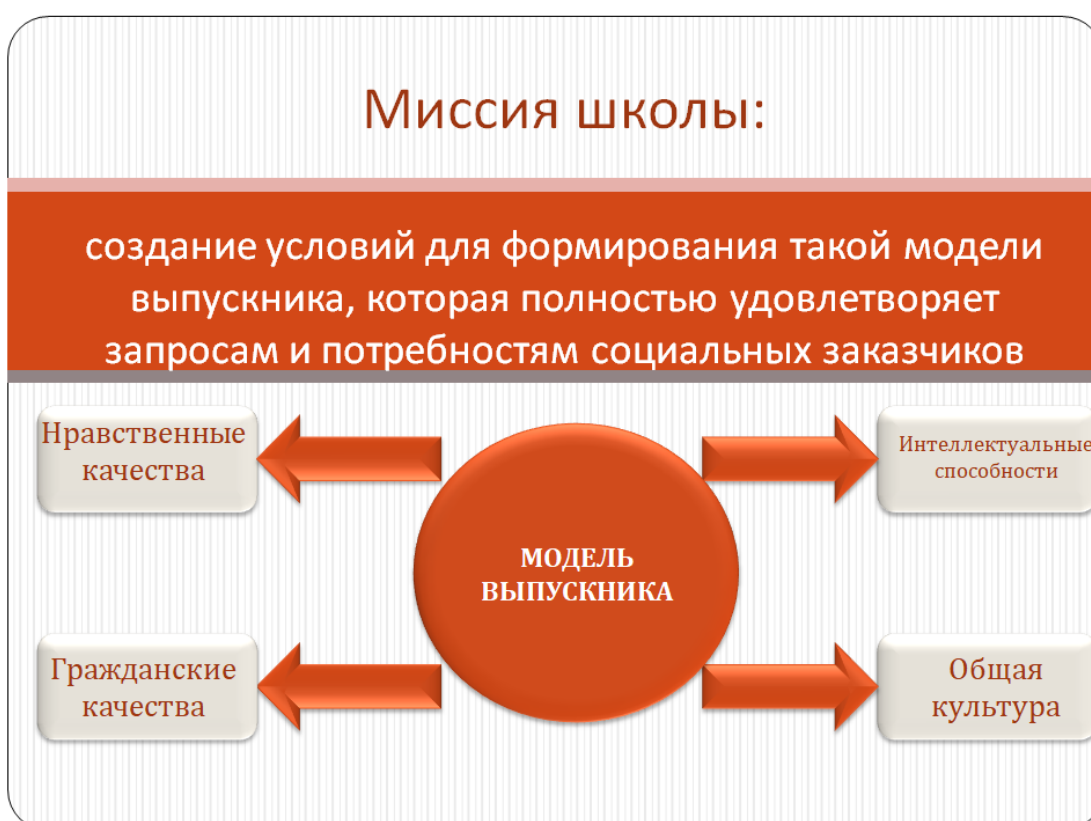 Миссия школы:
создание условий для формирования такой модели
выпускника, которая полностью удовлетворяет
запросам и потребностям социальных заказчиков
Нравственные
качества
Интеллектуальные
способности
МОДЕЛЬ
ВЫПУСКНИКА
Гражданские
качества
Общая
культура